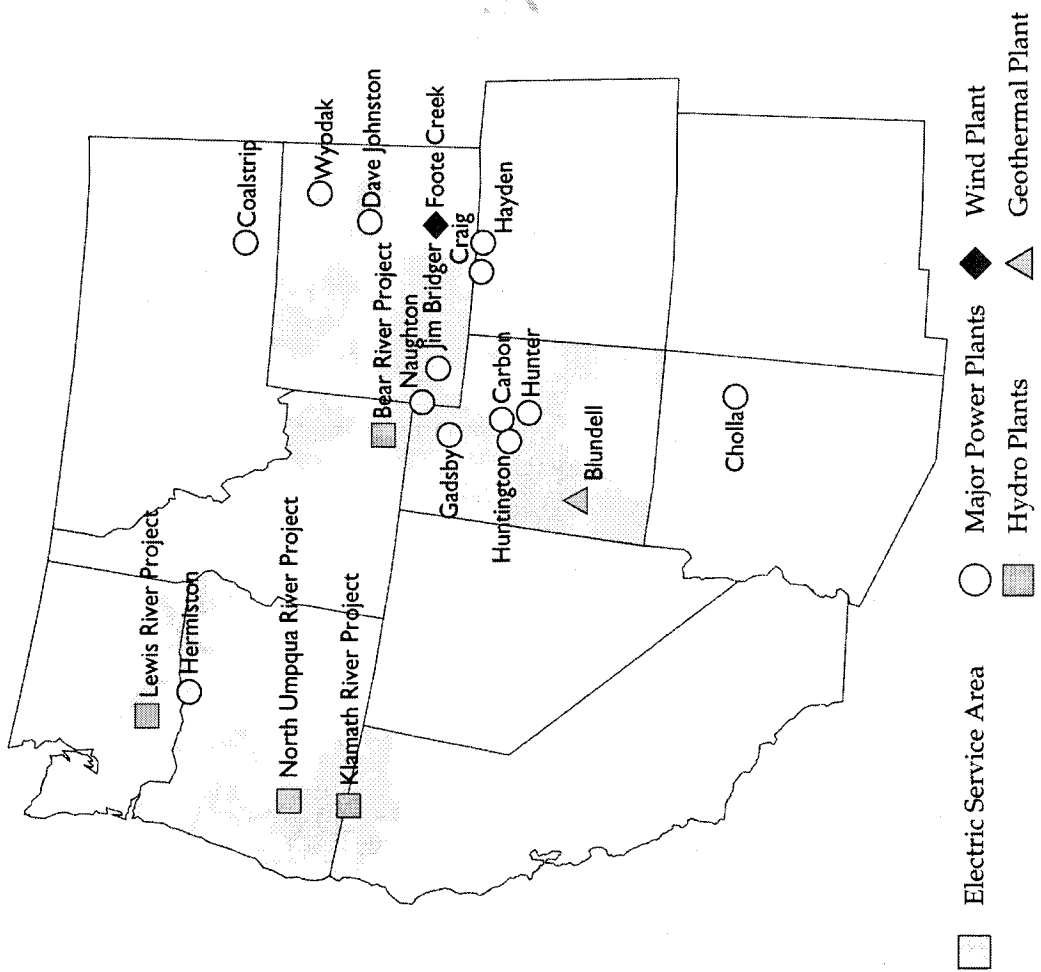 Lewis River Project
Hermiston
North Umpqua River Project
Klamath River Project
Coalstrip
Wyodak
Dave Johnston
Bear River Project
Foote Creek
Naughton
Jim Bridger
Craig
Hayden
Gadsby
Carbon
Huntington
Hunter
Blundell
Cholla
Electric Service Area
Major Power Plants
Wind Plant
Hydro Plants
Geothermal Plant